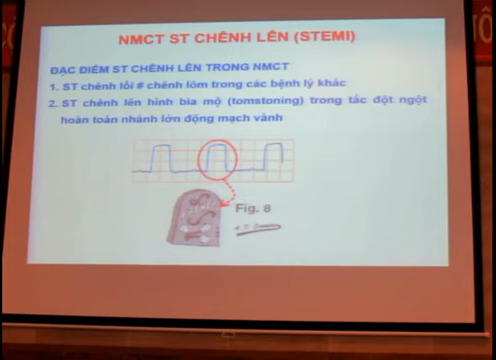 NMCT ST CHÊNH LÊN (STEMI)
ĐẶC ĐIỂM ST CHÊNH LÊN TRONG NMCT
1. ST chênh lồi # chênh lõm trong các bệnh lý khác
2. ST chênh lên hình bia mộ (tomstoning) trong tắc đột ngột
hoàn toàn nhánh lớn động mạch vành
Fig. 8